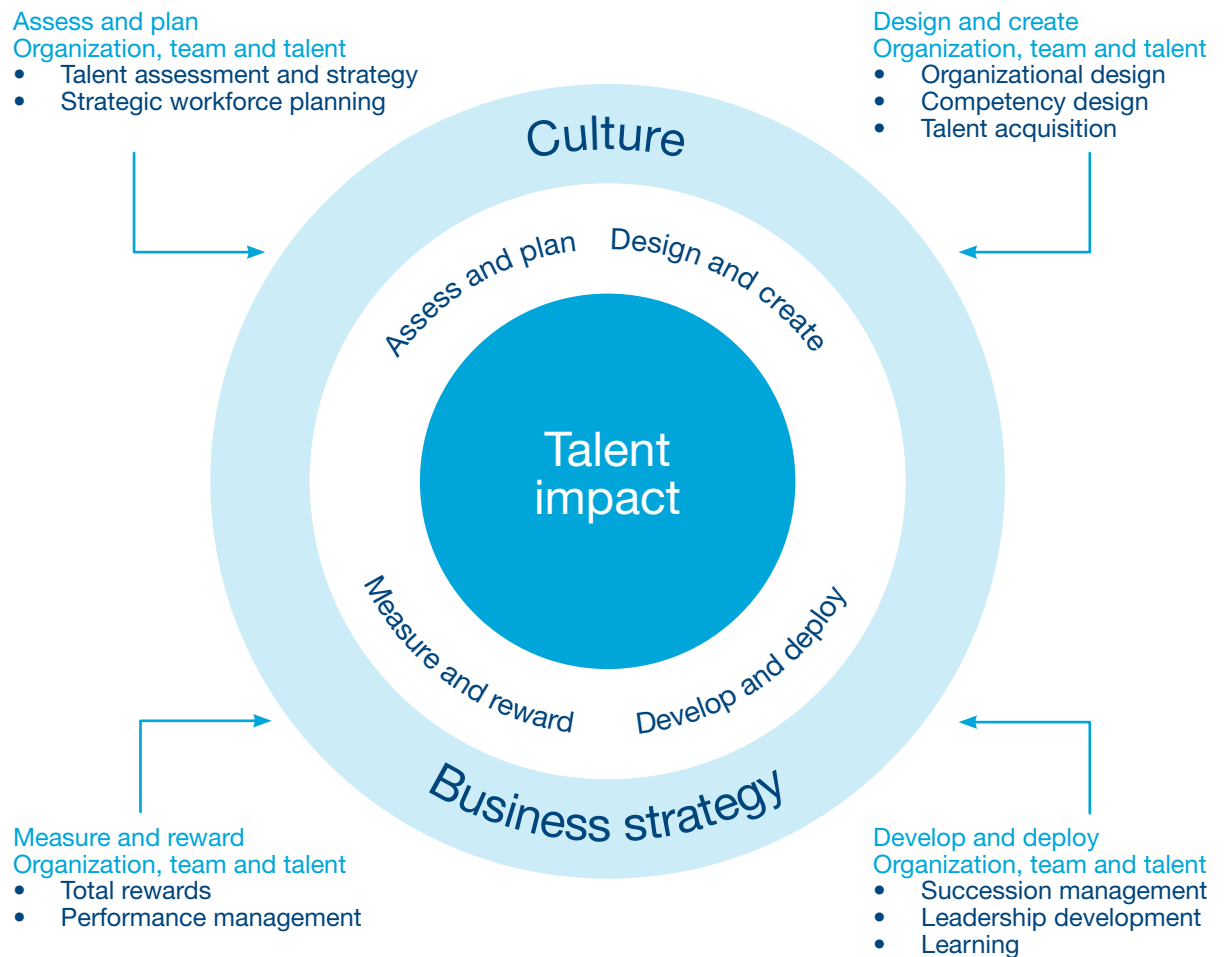 Assess and plan
Organization, team and talent
• Talent assessment and strategy
• Strategic workforce planning
Design and create
Organization, team and talent
• Organizational design
• Competency design
• Talent acquisition
Culture
Assess and plan
Design and create
Talent
impact
Measure and reward
Develop and deploy
Business strategy
Measure and reward
Organization, team and talent
• Total rewards
• Performance management
Develop and deploy
Organization, team and talent
• Succession management
• Leadership development
• Learning